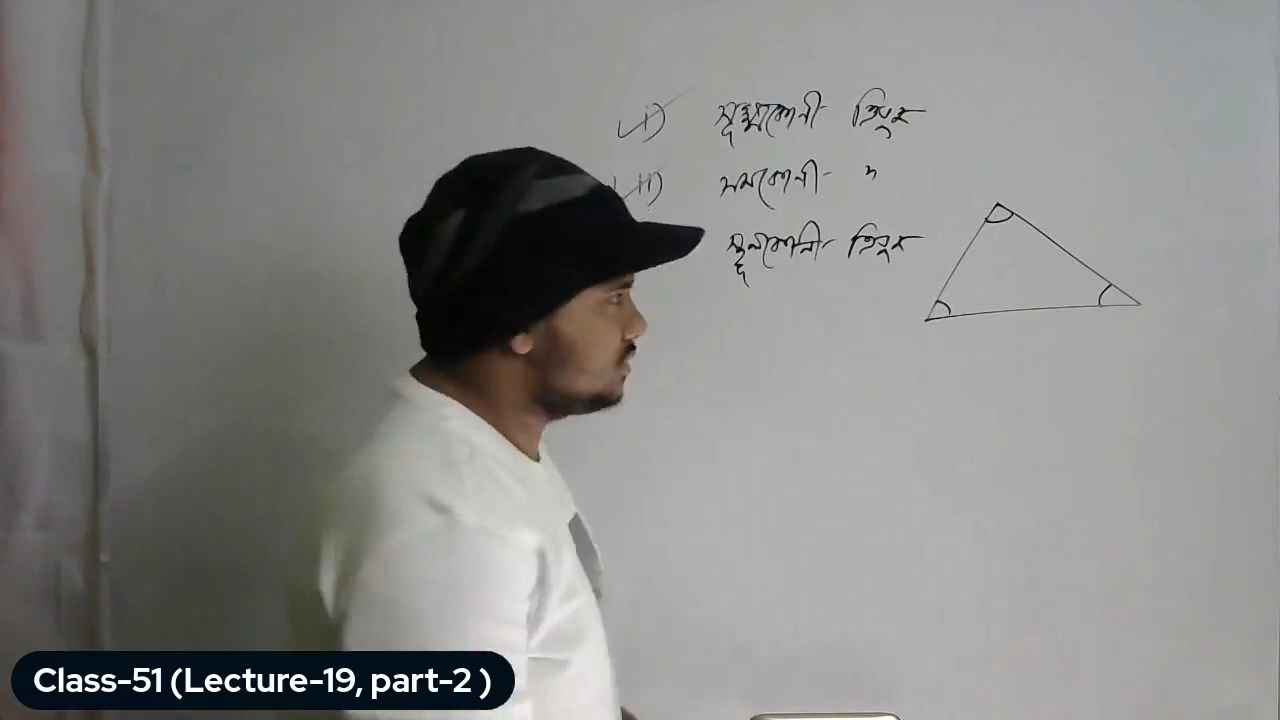 i) সূক্ষ্মকোনী ত্রিভুজ
ii) সমকোনী "
স্থূলকোনী ত্রিভুজ
Class-51 (Lecture-19, part-2 )